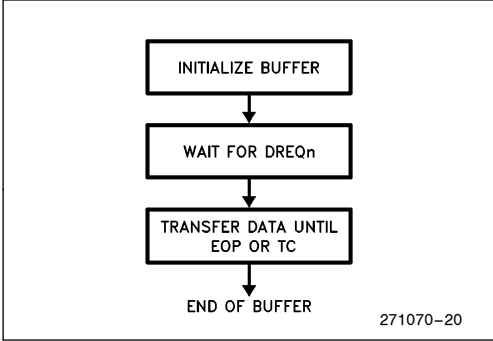 INITIALIZE BUFFER
WAIT FOR DREQn
TRANSFER DATA UNTIL
EOP OR TC
END OF BUFFER
271070–20